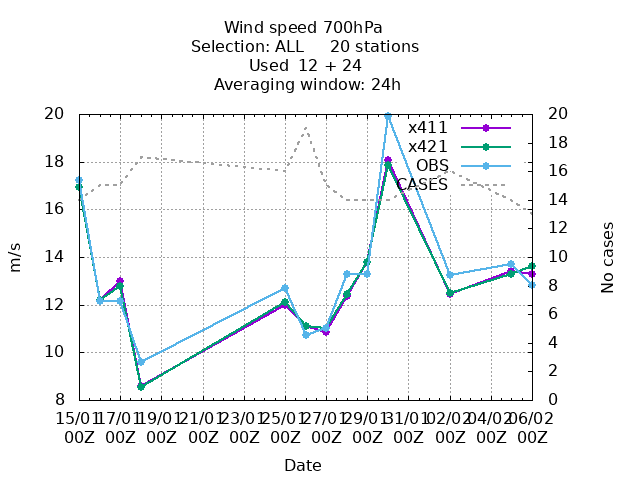 Wind speed 700hPa
Selection: ALL 20 stations
Used 12 + 24
Averaging window: 24h
20
18
16
14
12
10
8
m/s
20
18
16
14
12
10
8
6
4
2
0
No cases
x411
x421
OBS
CASES
15/01 17/01 19/01 21/01 23/01 25/01 27/01 29/01 31/01 02/02 04/02 06/02
00Z 00Z 00Z 00Z 00Z 00Z 00Z 00Z 00Z 00Z 00Z 00Z
Date